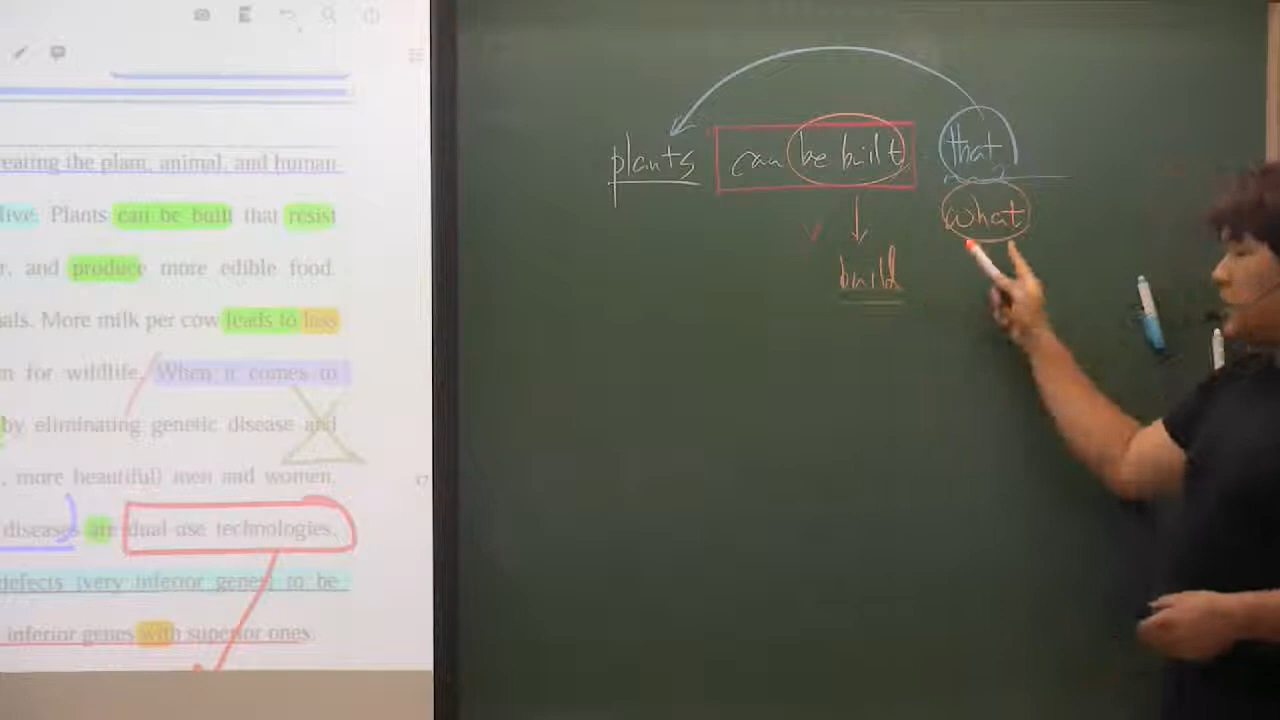 reating the plant, animal, and human
live. Plants can be built that resist
r, and produce more edible food.
als. More milk per cow leads to less
m for wildlife. When it comes to
by eliminating genetic disease and
, more beautiful) men and women.
diseases are dual-use technologies,
defects (very inferior genes) to be
inferior genes with superior ones.
plants can be built that
what
build